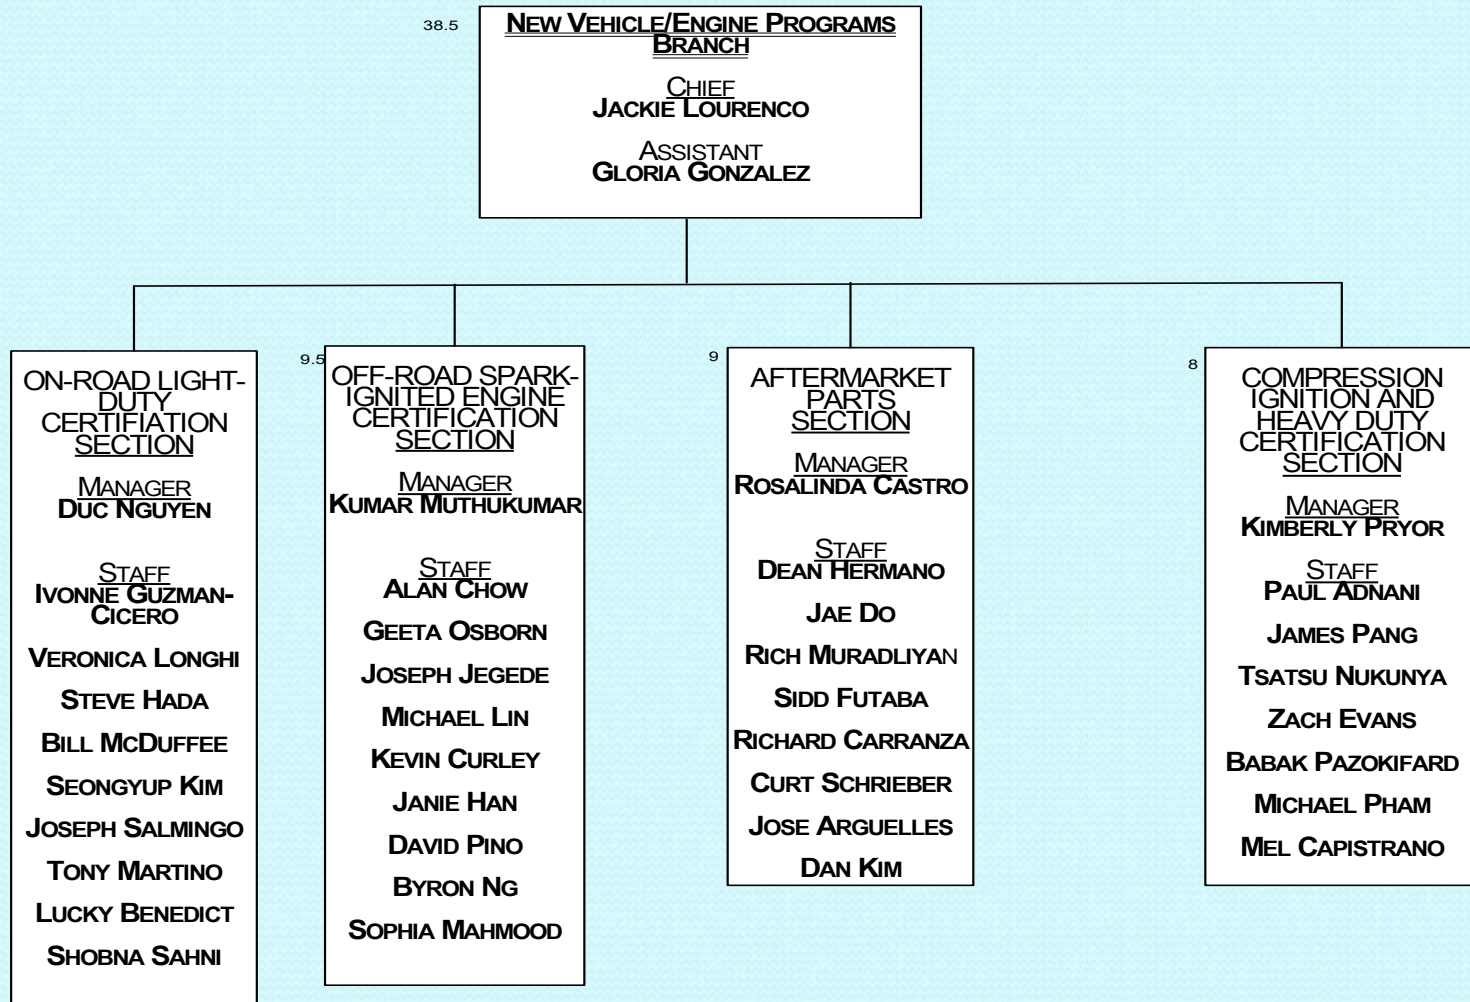 38.5
NEW VEHICLE/ENGINE PROGRAMS
BRANCH
CHIEF
JACKIE LOURENCO
ASSISTANT
GLORIA GONZALEZ
ON-ROAD LIGHT-
DUTY
CERTIFIATION
SECTION
MANAGER
DUC NGUYEN
STAFF
IVONNE GUZMAN-
CICERO
VERONICA LONGHI
STEVE HADA
BILL MCDUFFEE
SEONGYUP KIM
JOSEPH SALMINGO
TONY MARTINO
LUCKY BENEDICT
SHOBNA SAHNI
9.5
OFF-ROAD SPARK-
IGNITED ENGINE
CERTIFICATION
SECTION
MANAGER
KUMAR MUTHUKUMAR
STAFF
ALAN CHOW
GEETA OSBORN
JOSEPH JEGEDE
MICHAEL LIN
KEVIN CURLEY
JANIE HAN
DAVID PINO
BYRON NG
SOPHIA MAHMOOD
9
AFTERMARKET
PARTS
SECTION
MANAGER
ROSALINDA CASTRO
STAFF
DEAN HERMANO
JAE DO
RICH MURADLIYAN
SIDD FUTABA
RICHARD CARRANZA
CURT SCHRIEBER
JOSE ARGUELLES
DAN KIM
8
COMPRESSION
IGNITION AND
HEAVY DUTY
CERTIFICATION
SECTION
MANAGER
KIMBERLY PRYOR
STAFF
PAUL ADNANI
JAMES PANG
TSATSU NUKUNYA
ZACH EVANS
BABAK PAZOKIFARD
MICHAEL PHAM
MEL CAPISTRANO